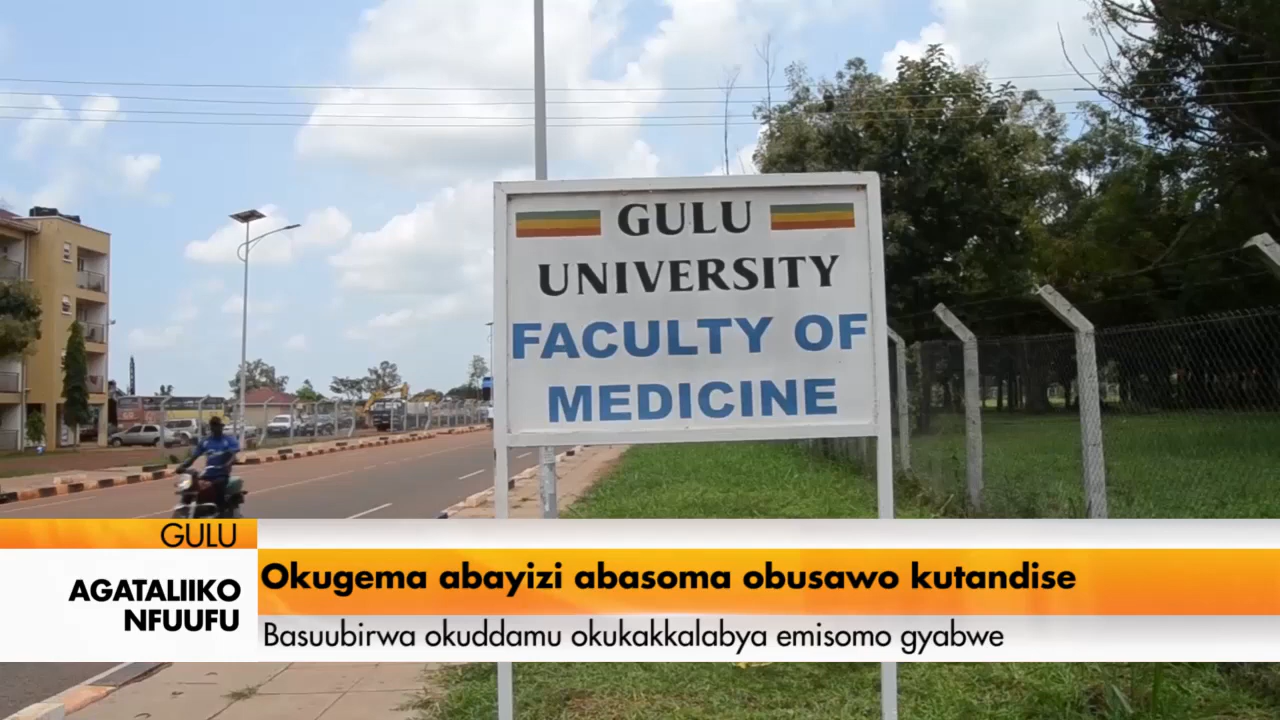 GULU
UNIVERSITY
FACULTY OF
MEDICINE
GULU
AGATALIIKO
NFUUFU
Okugema abayizi abasoma obusawo kutandise
Basuubirwa okuddamu okukakkalabya emisomo gyabwe